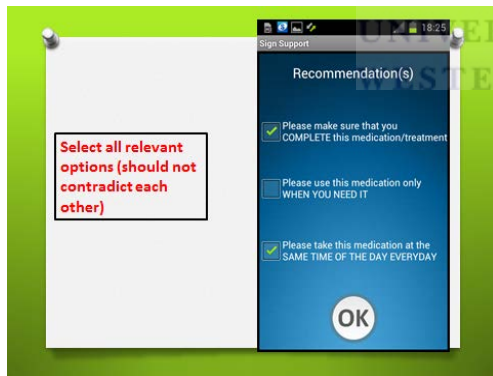 18:25
Sign Support
UNIVE
WESTE
Recommendation(s)
Please make sure that you
COMPLETE this medication/treatment
Select all relevant
options (should not
contradict each
other)
Please use this medication only
WHEN YOU NEED IT
Please take this medication at the
SAME TIME OF THE DAY EVERYDAY
OK